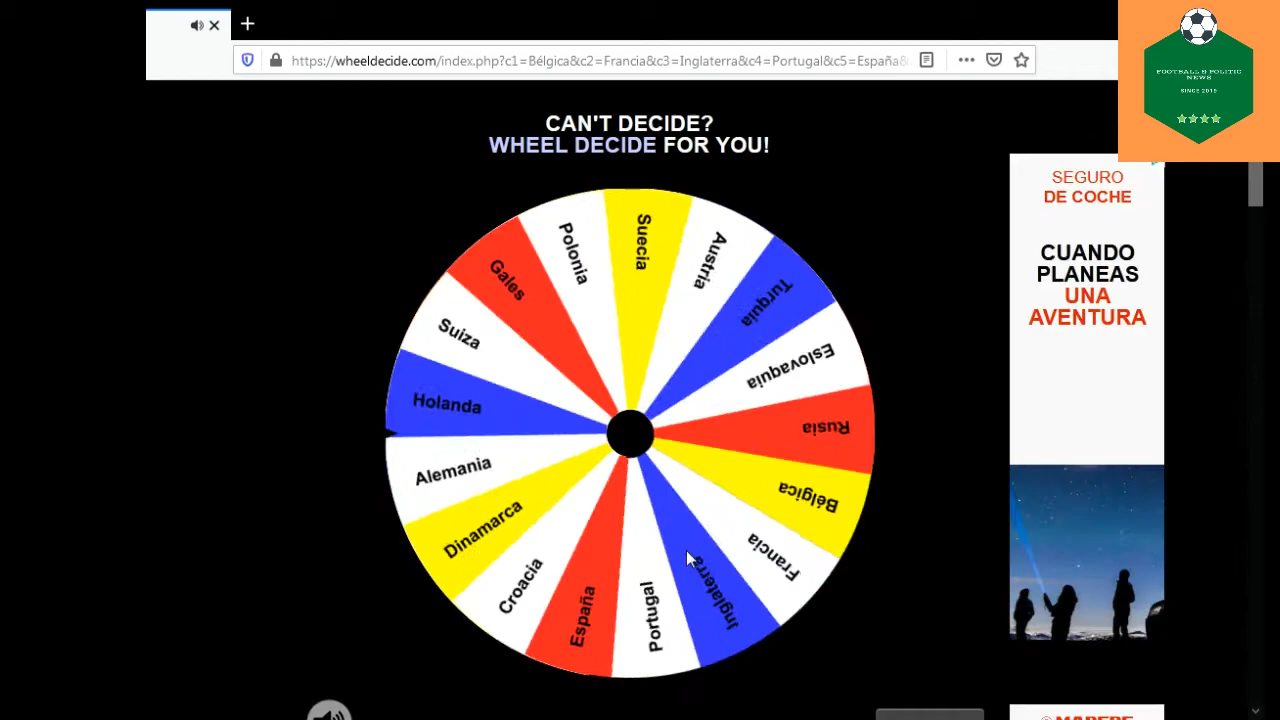 https://wheeldecide.com/index.php?c1=Bélgica&c2=Francia&c3=Inglaterra&c4=Portugal&c5=España&
FOOTBALL & POLITIC
NEWS
SINCE 2019
CAN'T DECIDE?
WHEEL DECIDE FOR YOU!
Suecia
Austria
Turquía
Eslovaquia
Rusia
Bélgica
Francia
Inglaterra
Portugal
España
Croacia
Dinamarca
Alemania
Holanda
Suiza
Gales
Polonia
SEGURO
DE COCHE
CUANDO
PLANEAS
UNA
AVENTURA